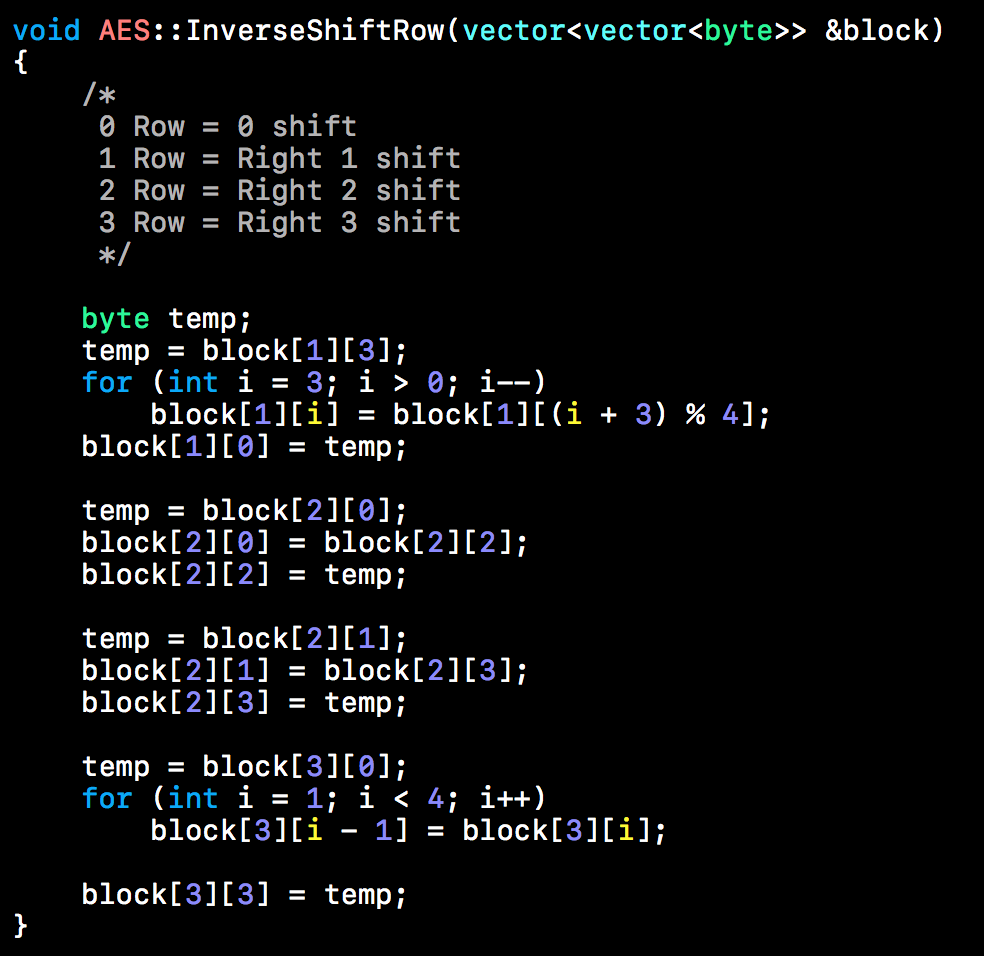 void AES::InverseShiftRow(vector<vector<byte>> &block)
{
    /*
     0 Row = 0 shift
     1 Row = Right 1 shift
     2 Row = Right 2 shift
     3 Row = Right 3 shift
     */

    byte temp;
    temp = block[1][3];
    for (int i = 3; i > 0; i--)
        block[1][i] = block[1][(i + 3) % 4];
    block[1][0] = temp;

    temp = block[2][0];
    block[2][0] = block[2][2];
    block[2][2] = temp;

    temp = block[2][1];
    block[2][1] = block[2][3];
    block[2][3] = temp;

    temp = block[3][0];
    for (int i = 1; i < 4; i++)
        block[3][i - 1] = block[3][i];

    block[3][3] = temp;
}